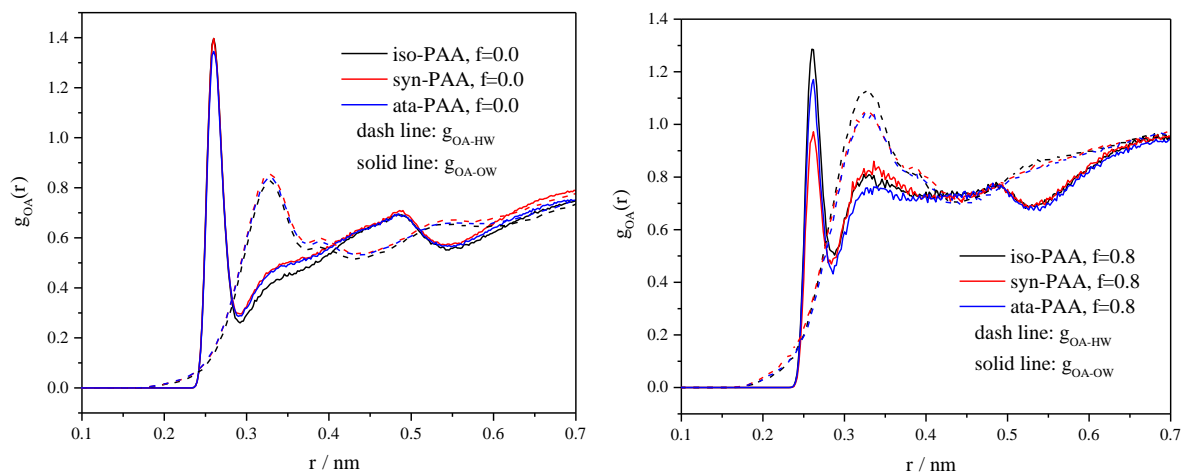 1.4
1.2
1.0
0.8
0.6
0.4
0.2
0.0
g_OA(r)
iso-PAA, f=0.0
syn-PAA, f=0.0
ata-PAA, f=0.0
dash line: g_OA-HW
solid line: g_OA-OW
0.1 0.2 0.3 0.4 0.5 0.6 0.7
r / nm
1.4
1.2
1.0
0.8
0.6
0.4
0.2
0.0
g_OA(r)
iso-PAA, f=0.8
syn-PAA, f=0.8
ata-PAA, f=0.8
dash line: g_OA-HW
solid line: g_OA-OW
0.1 0.2 0.3 0.4 0.5 0.6 0.7
r / nm